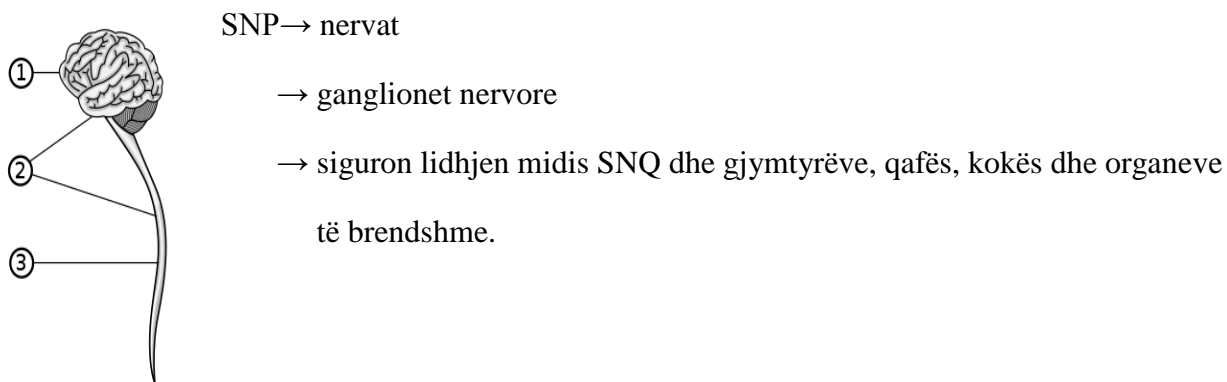 SNP→ nervat
→ ganglionet nervore
→ siguron lidhjen midis SNQ dhe gjymtyrëve, qafës, kokës dhe organeve
të brendshme.
1
2
3